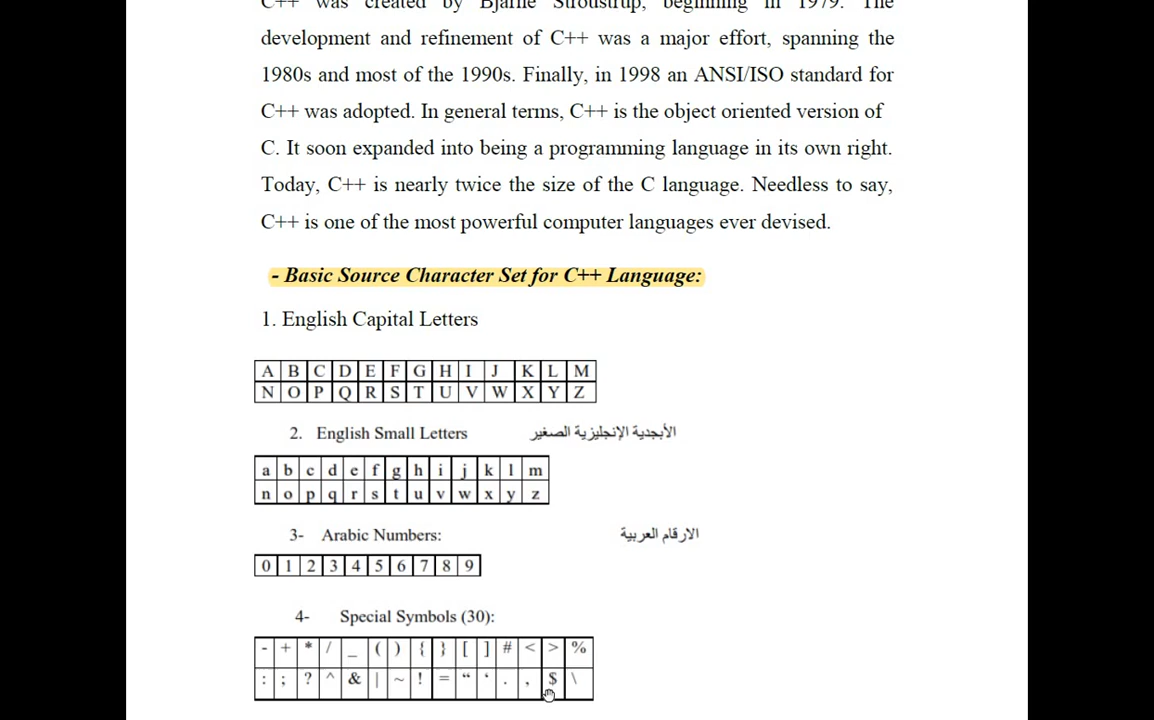 C++ was created by Bjarne Stroustrup, beginning in 1979. The
development and refinement of C++ was a major effort, spanning the
1980s and most of the 1990s. Finally, in 1998 an ANSI/ISO standard for
C++ was adopted. In general terms, C++ is the object oriented version of
C. It soon expanded into being a programming language in its own right.
Today, C++ is nearly twice the size of the C language. Needless to say,
C++ is one of the most powerful computer languages ever devised.
- Basic Source Character Set for C++ Language:
1. English Capital Letters
A B C D E F G H I J K L M
N O P Q R S T U V W X Y Z
2. English Small Letters الأبجدية الإنجليزية الصغير
a b c d e f g h i j k l m
n o p q r s t u v w x y z
3- Arabic Numbers: الارقام العربية
0 1 2 3 4 5 6 7 8 9
4- Special Symbols (30):
- + * / _ ( ) { } [ ] # < > %
: ; ? ^ & | ~ ! = “ ‘ . , $ \